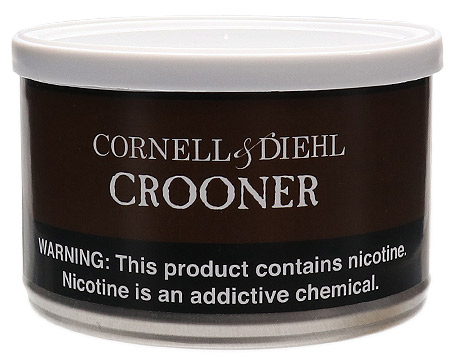 CORNELL & DIEHL
CROONER
WARNING: This product contains nicotine.
Nicotine is an addictive chemical.